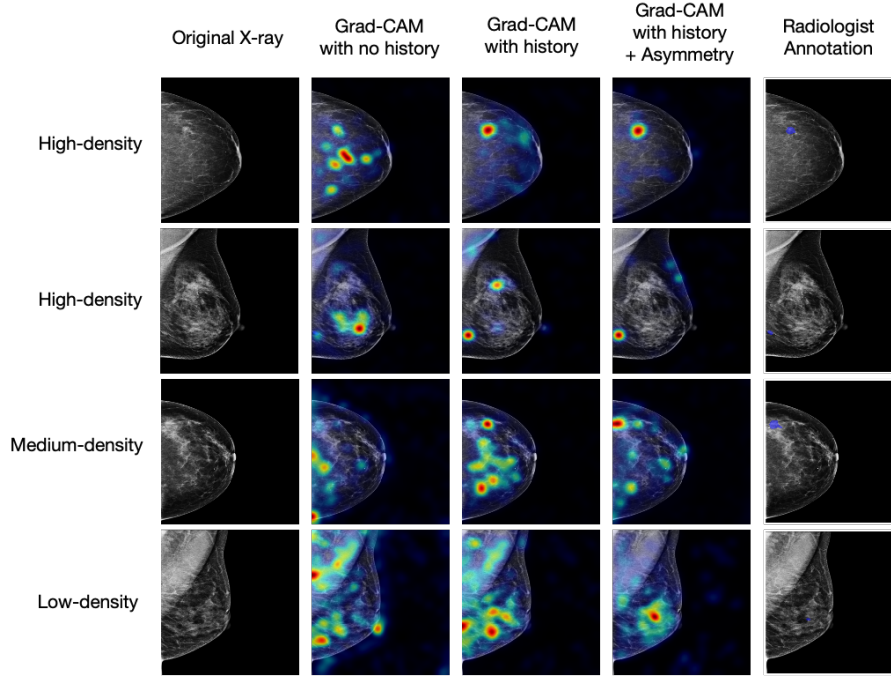 Original X-ray
Grad-CAM
with no history
Grad-CAM
with history
Grad-CAM
with history
+ Asymmetry
Radiologist
Annotation
High-density
High-density
Medium-density
Low-density